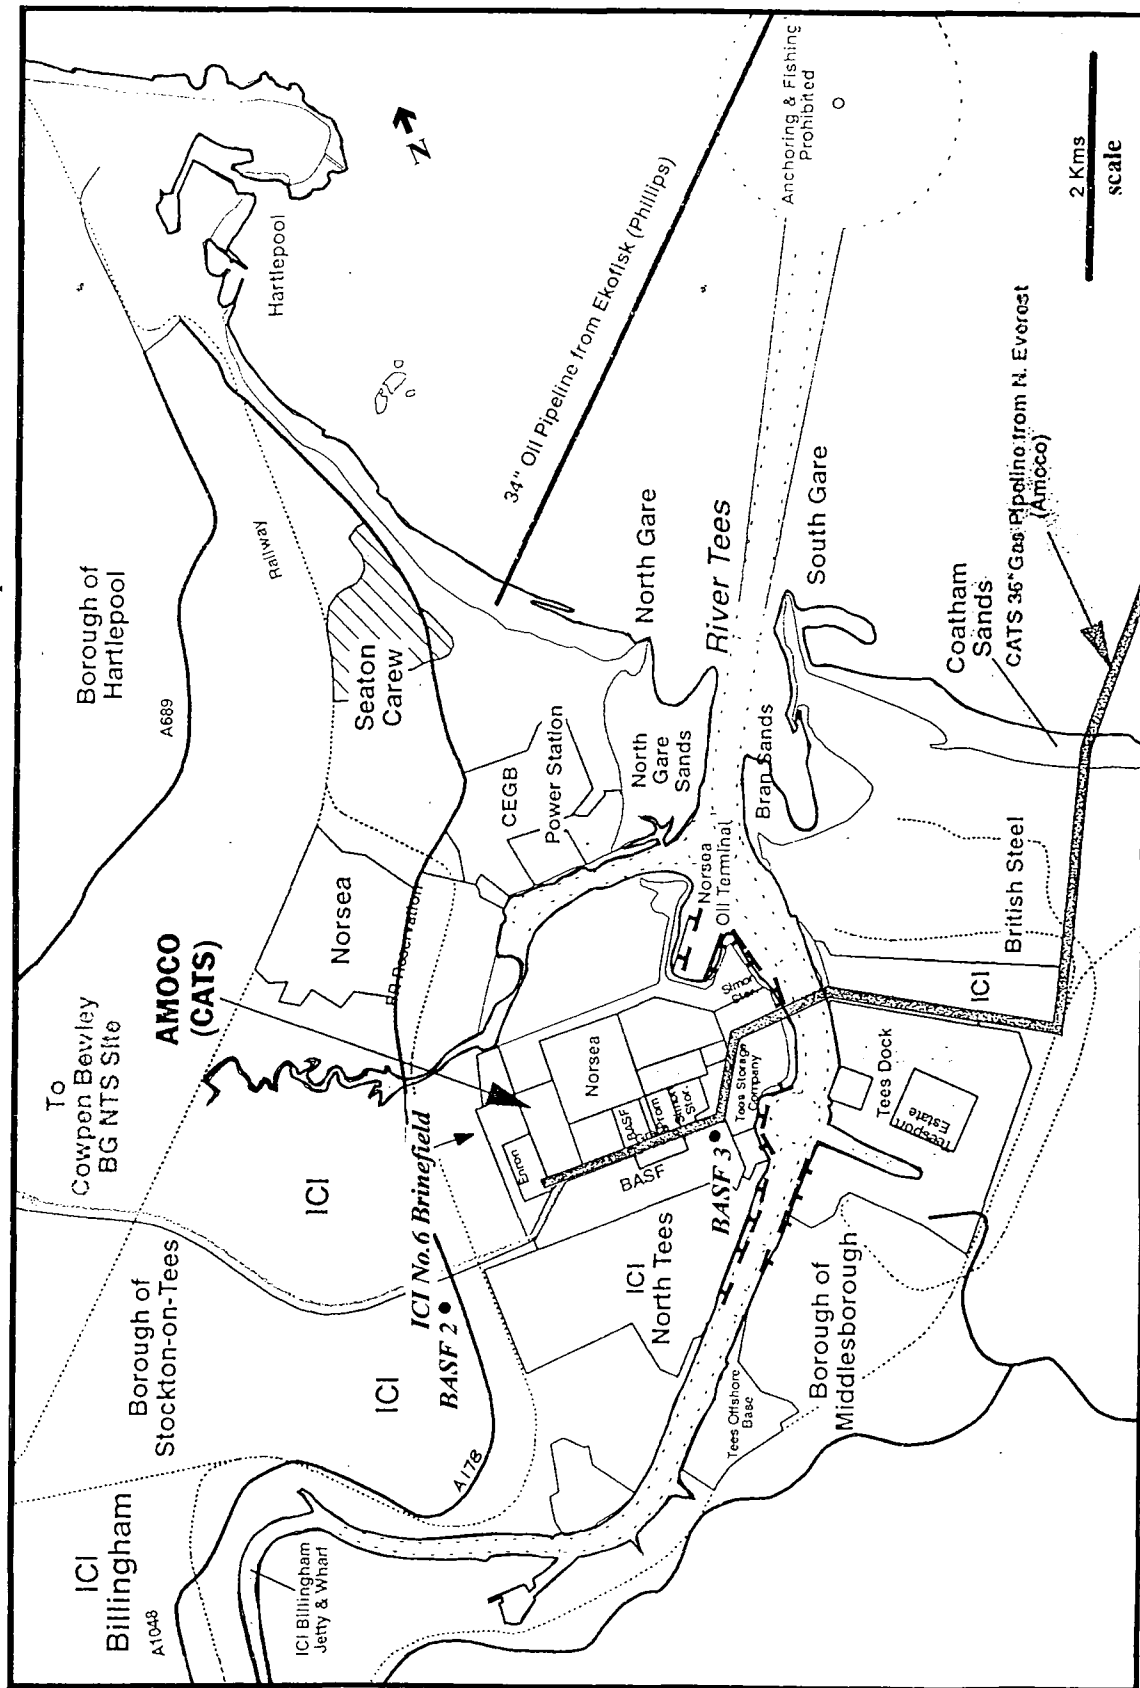 ICI
Billingham
A1048
ICI Billingham
Jetty & Wharf
Borough of
Stockton-on-Tees
To
Cowpen Bewley
BG NTS Site
AMOCO
(CATS)
Borough of
Hartlepool
A689
Railway
Hartlepool
N
Seaton
Carew
Norsea
ICI
ICI
ICI No.6 Brinefield
BASF 2
A178
CEGB
Power Station
North
Gare
Sands
North Gare
34" Oil Pipeline from Ekofisk (Phillips)
River Tees
Anchoring & Fishing
Prohibited
South Gare
Bran Sands
Norsea
Oil Terminal
Enron
Norsea
BASF
BASF
Simon
Stor.
Tees Storage
Company
BASF 3
ICI
North Tees
Tees Offshore
Base
Borough of
Middlesborough
Tees Dock
Teesport
Estate
ICI
British Steel
Coatham
Sands
CATS 36" Gas Pipeline from N. Everest
(Amoco)
2 Kms
scale